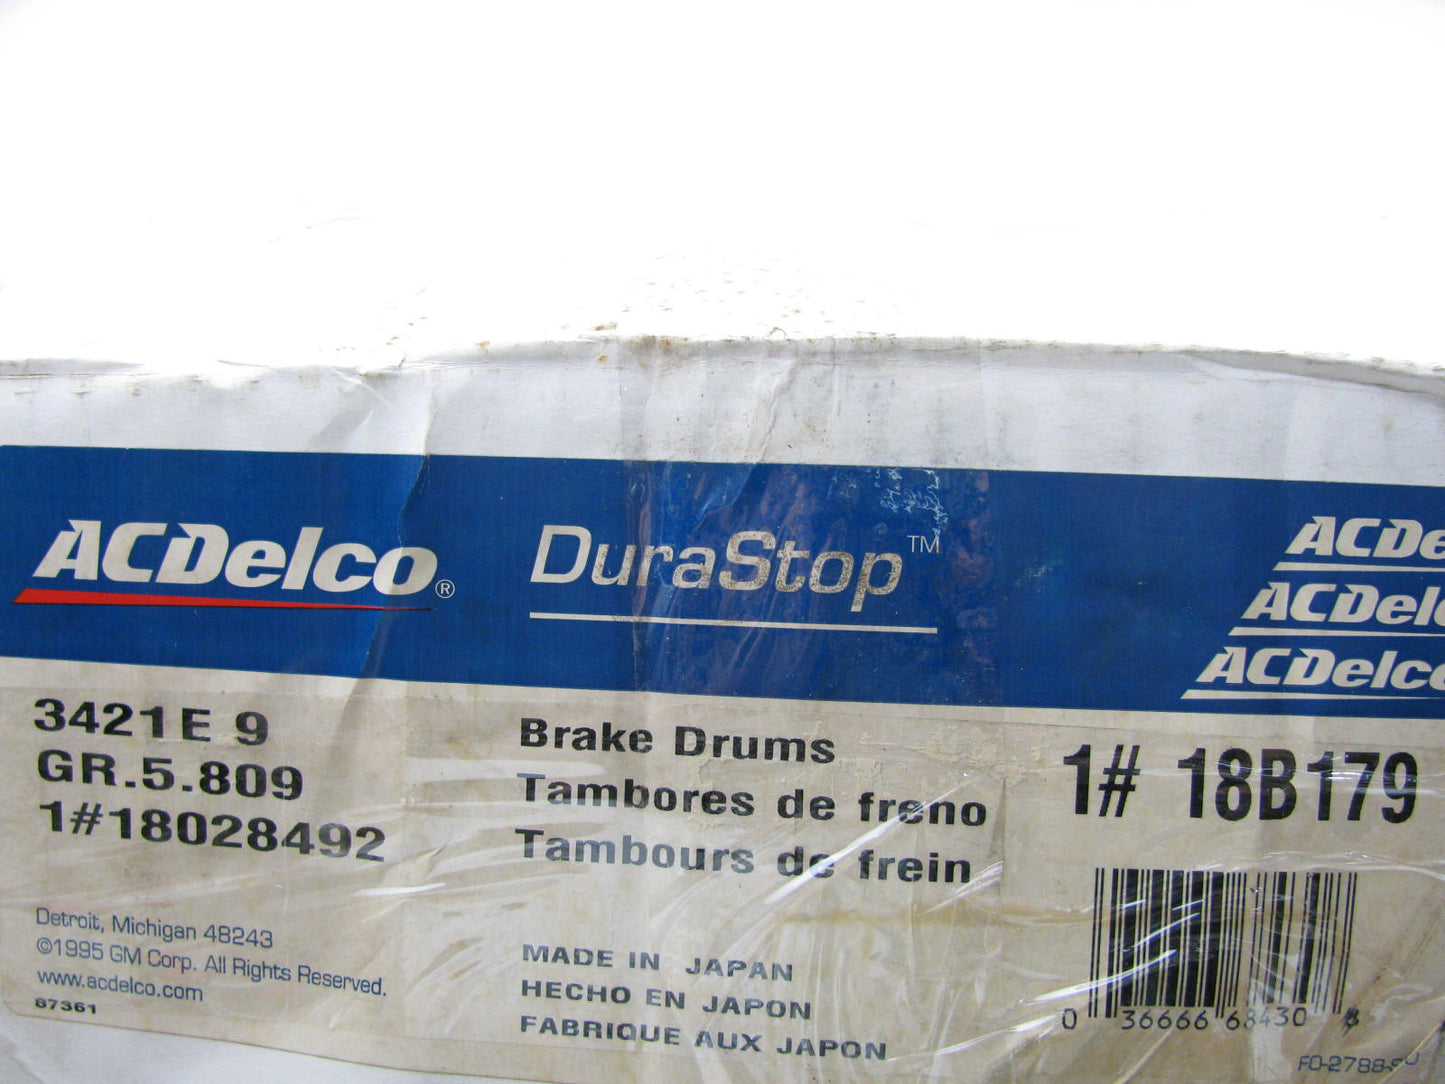 ACDelco® DuraStop™
ACDe
ACDel
ACDelc
3421E 9
GR.5.809
1#18028492
Brake Drums
Tambores de freno
Tambours de frein
1# 18B179
Detroit, Michigan 48243
©1995 GM Corp. All Rights Reserved.
www.acdelco.com
87361
MADE IN JAPAN
HECHO EN JAPON
FABRIQUE AUX JAPON
0 36666 68430